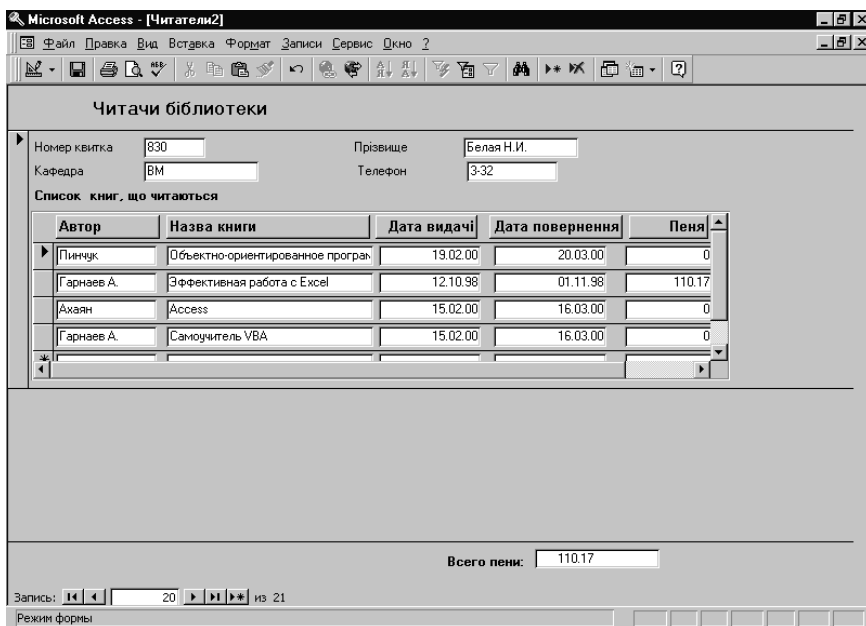 Microsoft Access - [Читатели2]
Файл Правка Вид Вставка Формат Записи Сервис Окно ?
Читачи бібліотеки
Номер квитка 830 Прізвище Белая Н.И.
Кафедра ВМ Телефон 3-32
Список книг, що читаються
Автор Назва книги Дата видачі Дата повернення Пеня
Пинчук Объектно-ориентированное програм 19.02.00 20.03.00 0
Гарнаев А. Эффективная работа с Excel 12.10.98 01.11.98 110.17
Ахаян Access 15.02.00 16.03.00 0
Гарнаев А. Самоучитель VBA 15.02.00 16.03.00 0
Всего пени: 110.17
Запись: 20 из 21
Режим формы